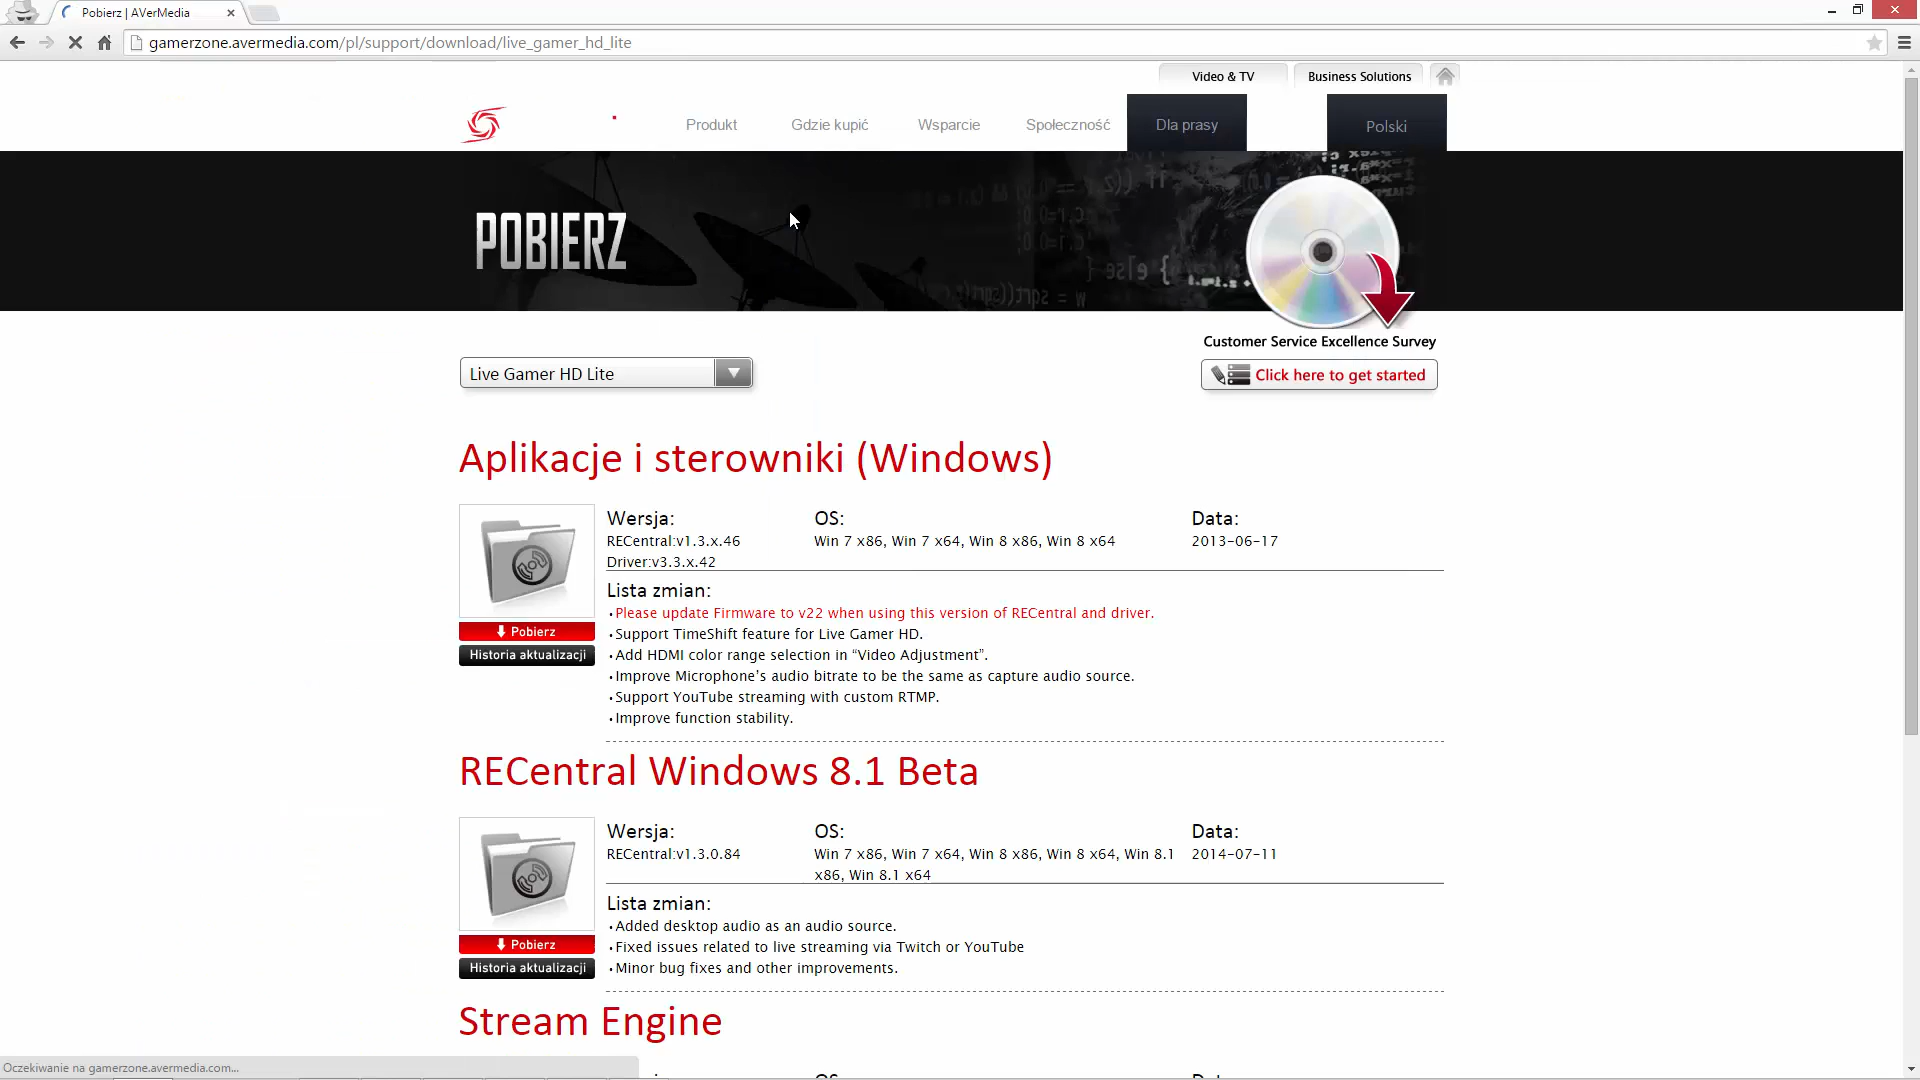 Pobierz | AVerMedia
gamerzone.avermedia.com/pl/support/download/live_gamer_hd_lite
Video & TV
Business Solutions
Produkt
Gdzie kupić
Wsparcie
Społeczność
Dla prasy
Polski
POBIERZ
Customer Service Excellence Survey
Live Gamer HD Lite
Click here to get started
Aplikacje i sterowniki (Windows)
Wersja: OS: Data:
RECentral:v1.3.x.46 Win 7 x86, Win 7 x64, Win 8 x86, Win 8 x64 2013-06-17
Driver:v3.3.x.42
Lista zmian:
•Please update Firmware to v22 when using this version of RECentral and driver.
Pobierz
•Support TimeShift feature for Live Gamer HD.
Historia aktualizacji
•Add HDMI color range selection in “Video Adjustment”.
•Improve Microphone’s audio bitrate to be the same as capture audio source.
•Support YouTube streaming with custom RTMP.
•Improve function stability.
RECentral Windows 8.1 Beta
Wersja: OS: Data:
RECentral:v1.3.0.84 Win 7 x86, Win 7 x64, Win 8 x86, Win 8 x64, Win 8.1 2014-07-11
x86, Win 8.1 x64
Lista zmian:
•Added desktop audio as an audio source.
Pobierz
•Fixed issues related to live streaming via Twitch or YouTube
Historia aktualizacji
•Minor bug fixes and other improvements.
Stream Engine
Oczekiwanie na gamerzone.avermedia.com...